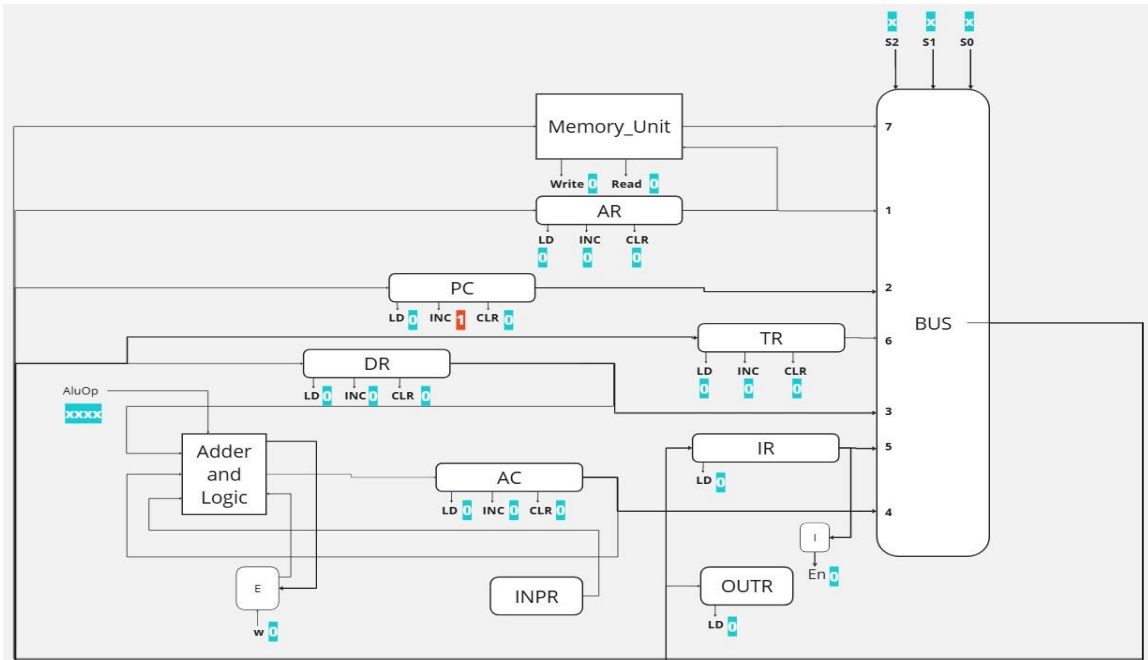 x x x
S2 S1 S0
Memory_Unit
7
Write 0 Read 0
AR
1
LD INC CLR
0 0 0
PC
2
LD 0 INC 1 CLR 0
BUS
TR
6
DR
LD INC CLR
0 0 0
AluOp
LD 0 INC 0 CLR 0
xxxx
3
Adder
and
Logic
IR
5
AC
LD 0
LD 0 INC 0 CLR 0
4
I
En 0
E
INPR
OUTR
w 0
LD 0